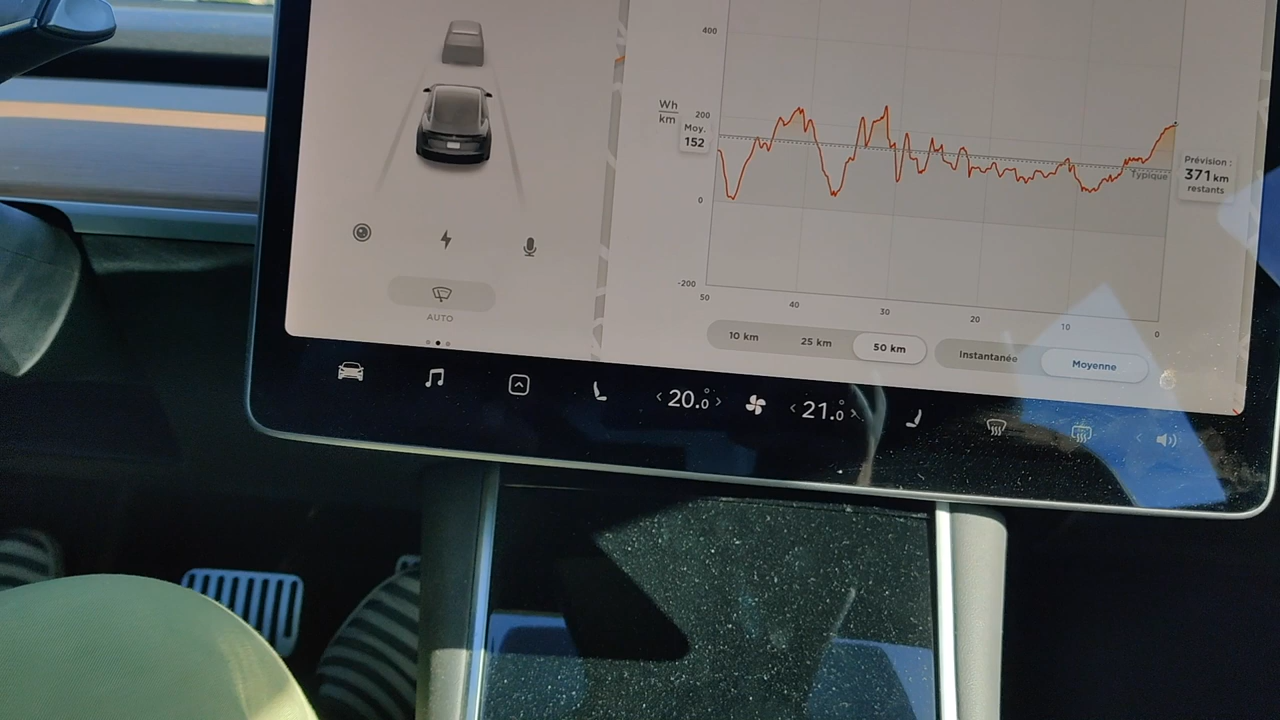 400
Wh
km
200
Moy.
152
0
-200
50
40
30
20
10
0
Typique
Prévision :
371 km
restants
10 km
25 km
50 km
Instantanée
Moyenne
AUTO
20.0°
21.0°